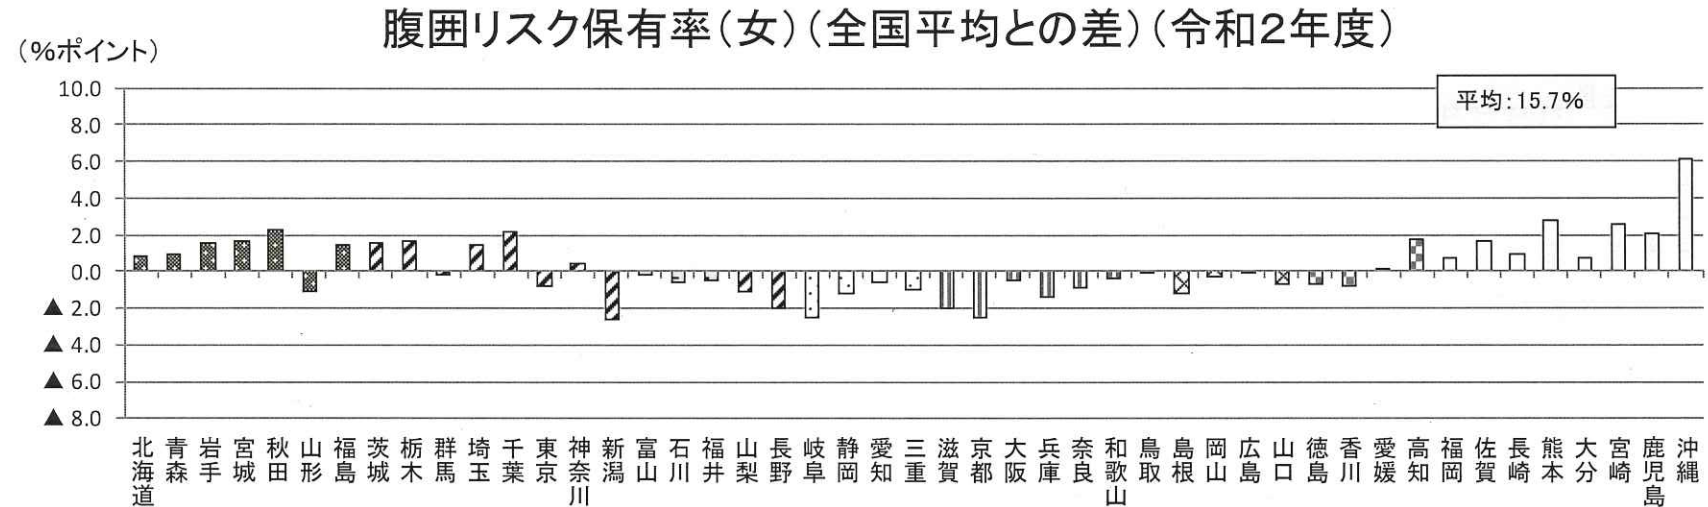 腹囲リスク保有率(女)(全国平均との差)(令和2年度)
(%ポイント)
平均:15.7%
10.0
8.0
6.0
4.0
2.0
0.0
▲ 2.0
▲ 4.0
▲ 6.0
▲ 8.0
北海道
青森
岩手
宮城
秋田
山形
福島
茨城
栃木
群馬
埼玉
千葉
東京
神奈川
新潟
富山
石川
福井
山梨
長野
岐阜
静岡
愛知
三重
滋賀
京都
大阪
兵庫
奈良
和歌山
鳥取
島根
岡山
広島
山口
徳島
香川
愛媛
高知
福岡
佐賀
長崎
熊本
大分
宮崎
鹿児島
沖縄